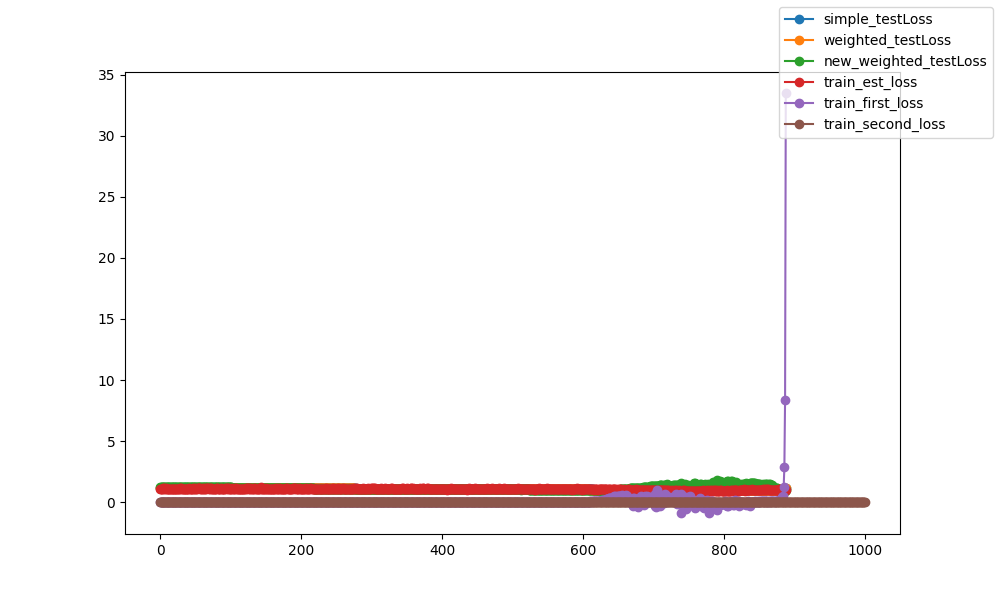 simple_testLoss
weighted_testLoss
new_weighted_testLoss
train_est_loss
train_first_loss
train_second_loss
35
30
25
20
15
10
5
0
0 200 400 600 800 1000